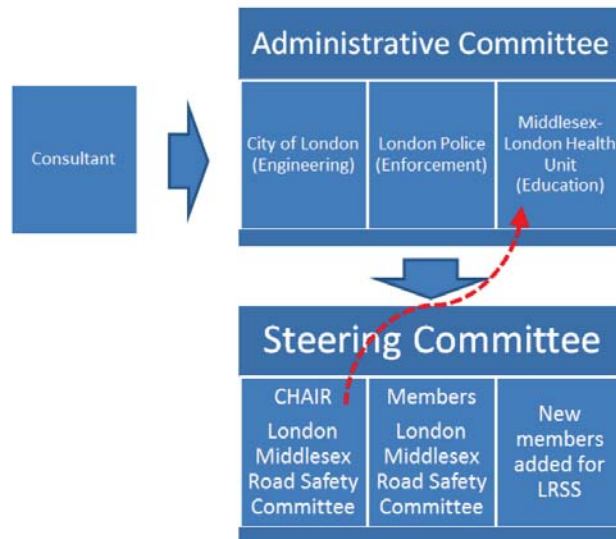 Administrative Committee
Consultant
City of London
(Engineering)
London Police
(Enforcement)
Middlesex-
London Health
Unit
(Education)
Steering Committee
CHAIR
London
Middlesex
Road Safety
Committee
Members
London
Middlesex
Road Safety
Committee
New
members
added for
LRSS